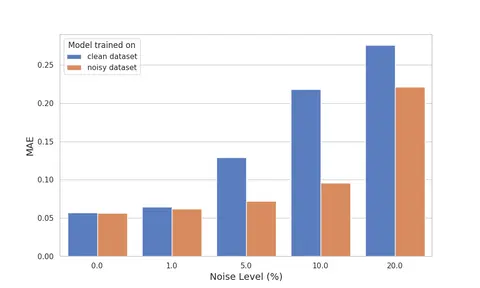 Model trained on
clean dataset
noisy dataset
MAE
0.25
0.20
0.15
0.10
0.05
0.00
0.0 1.0 5.0 10.0 20.0
Noise Level (%)